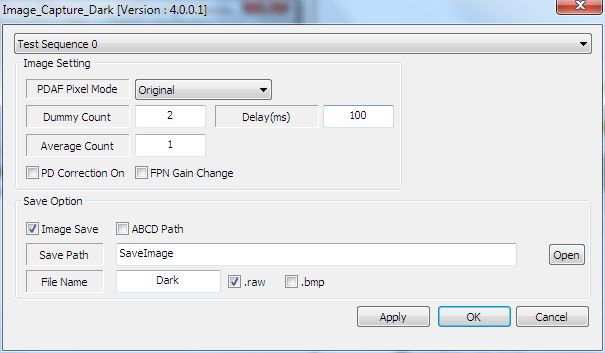 Image_Capture_Dark [Version : 4.0.0.1]
Test Sequence 0
Image Setting
PDAF Pixel Mode Original
Dummy Count 2 Delay(ms) 100
Average Count 1
PD Correction On FPN Gain Change
Save Option
Image Save ABCD Path
Save Path SaveImage Open
File Name Dark .raw .bmp
Apply OK Cancel